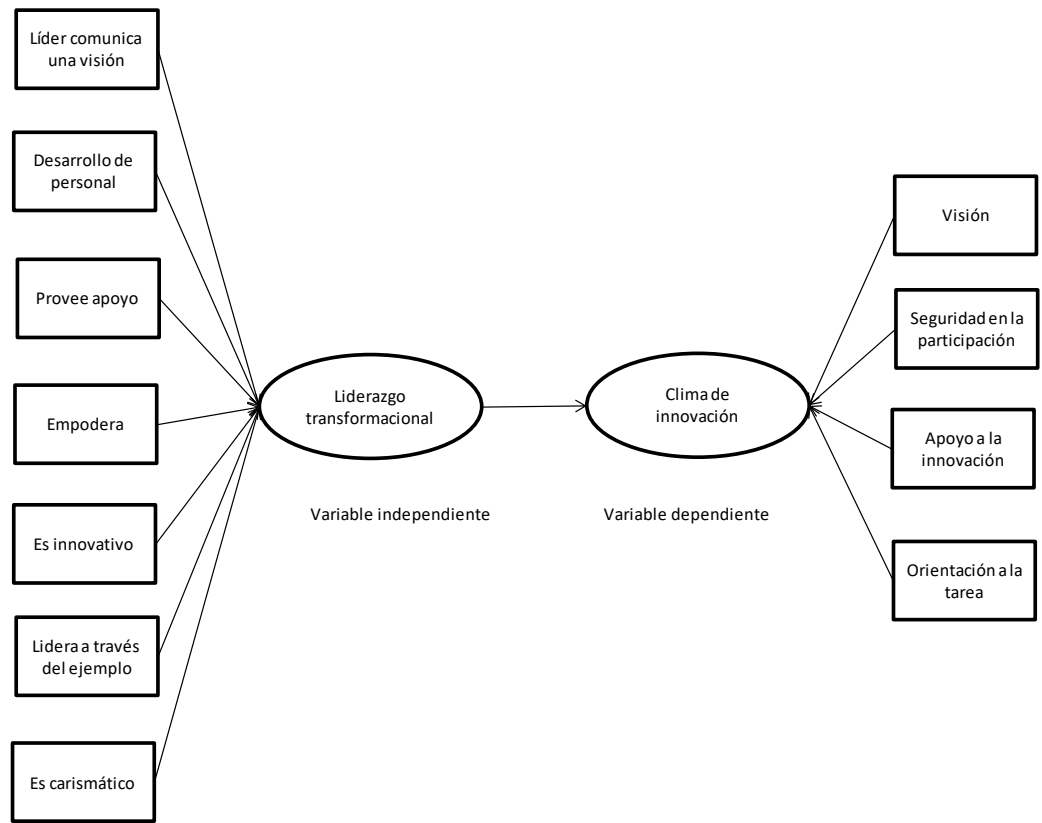 Líder comunica
una visión
Desarrollo de
personal
Provee apoyo
Empodera
Es innovativo
Lidera a través
del ejemplo
Es carismático
Liderazgo
transformacional
Variable independiente
Clima de
innovación
Variable dependiente
Visión
Seguridad en la
participación
Apoyo a la
innovación
Orientación a la
tarea